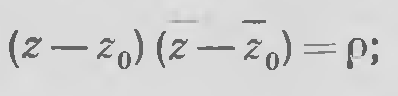 (z — z₀) (z̅ — z̅₀) = ρ;